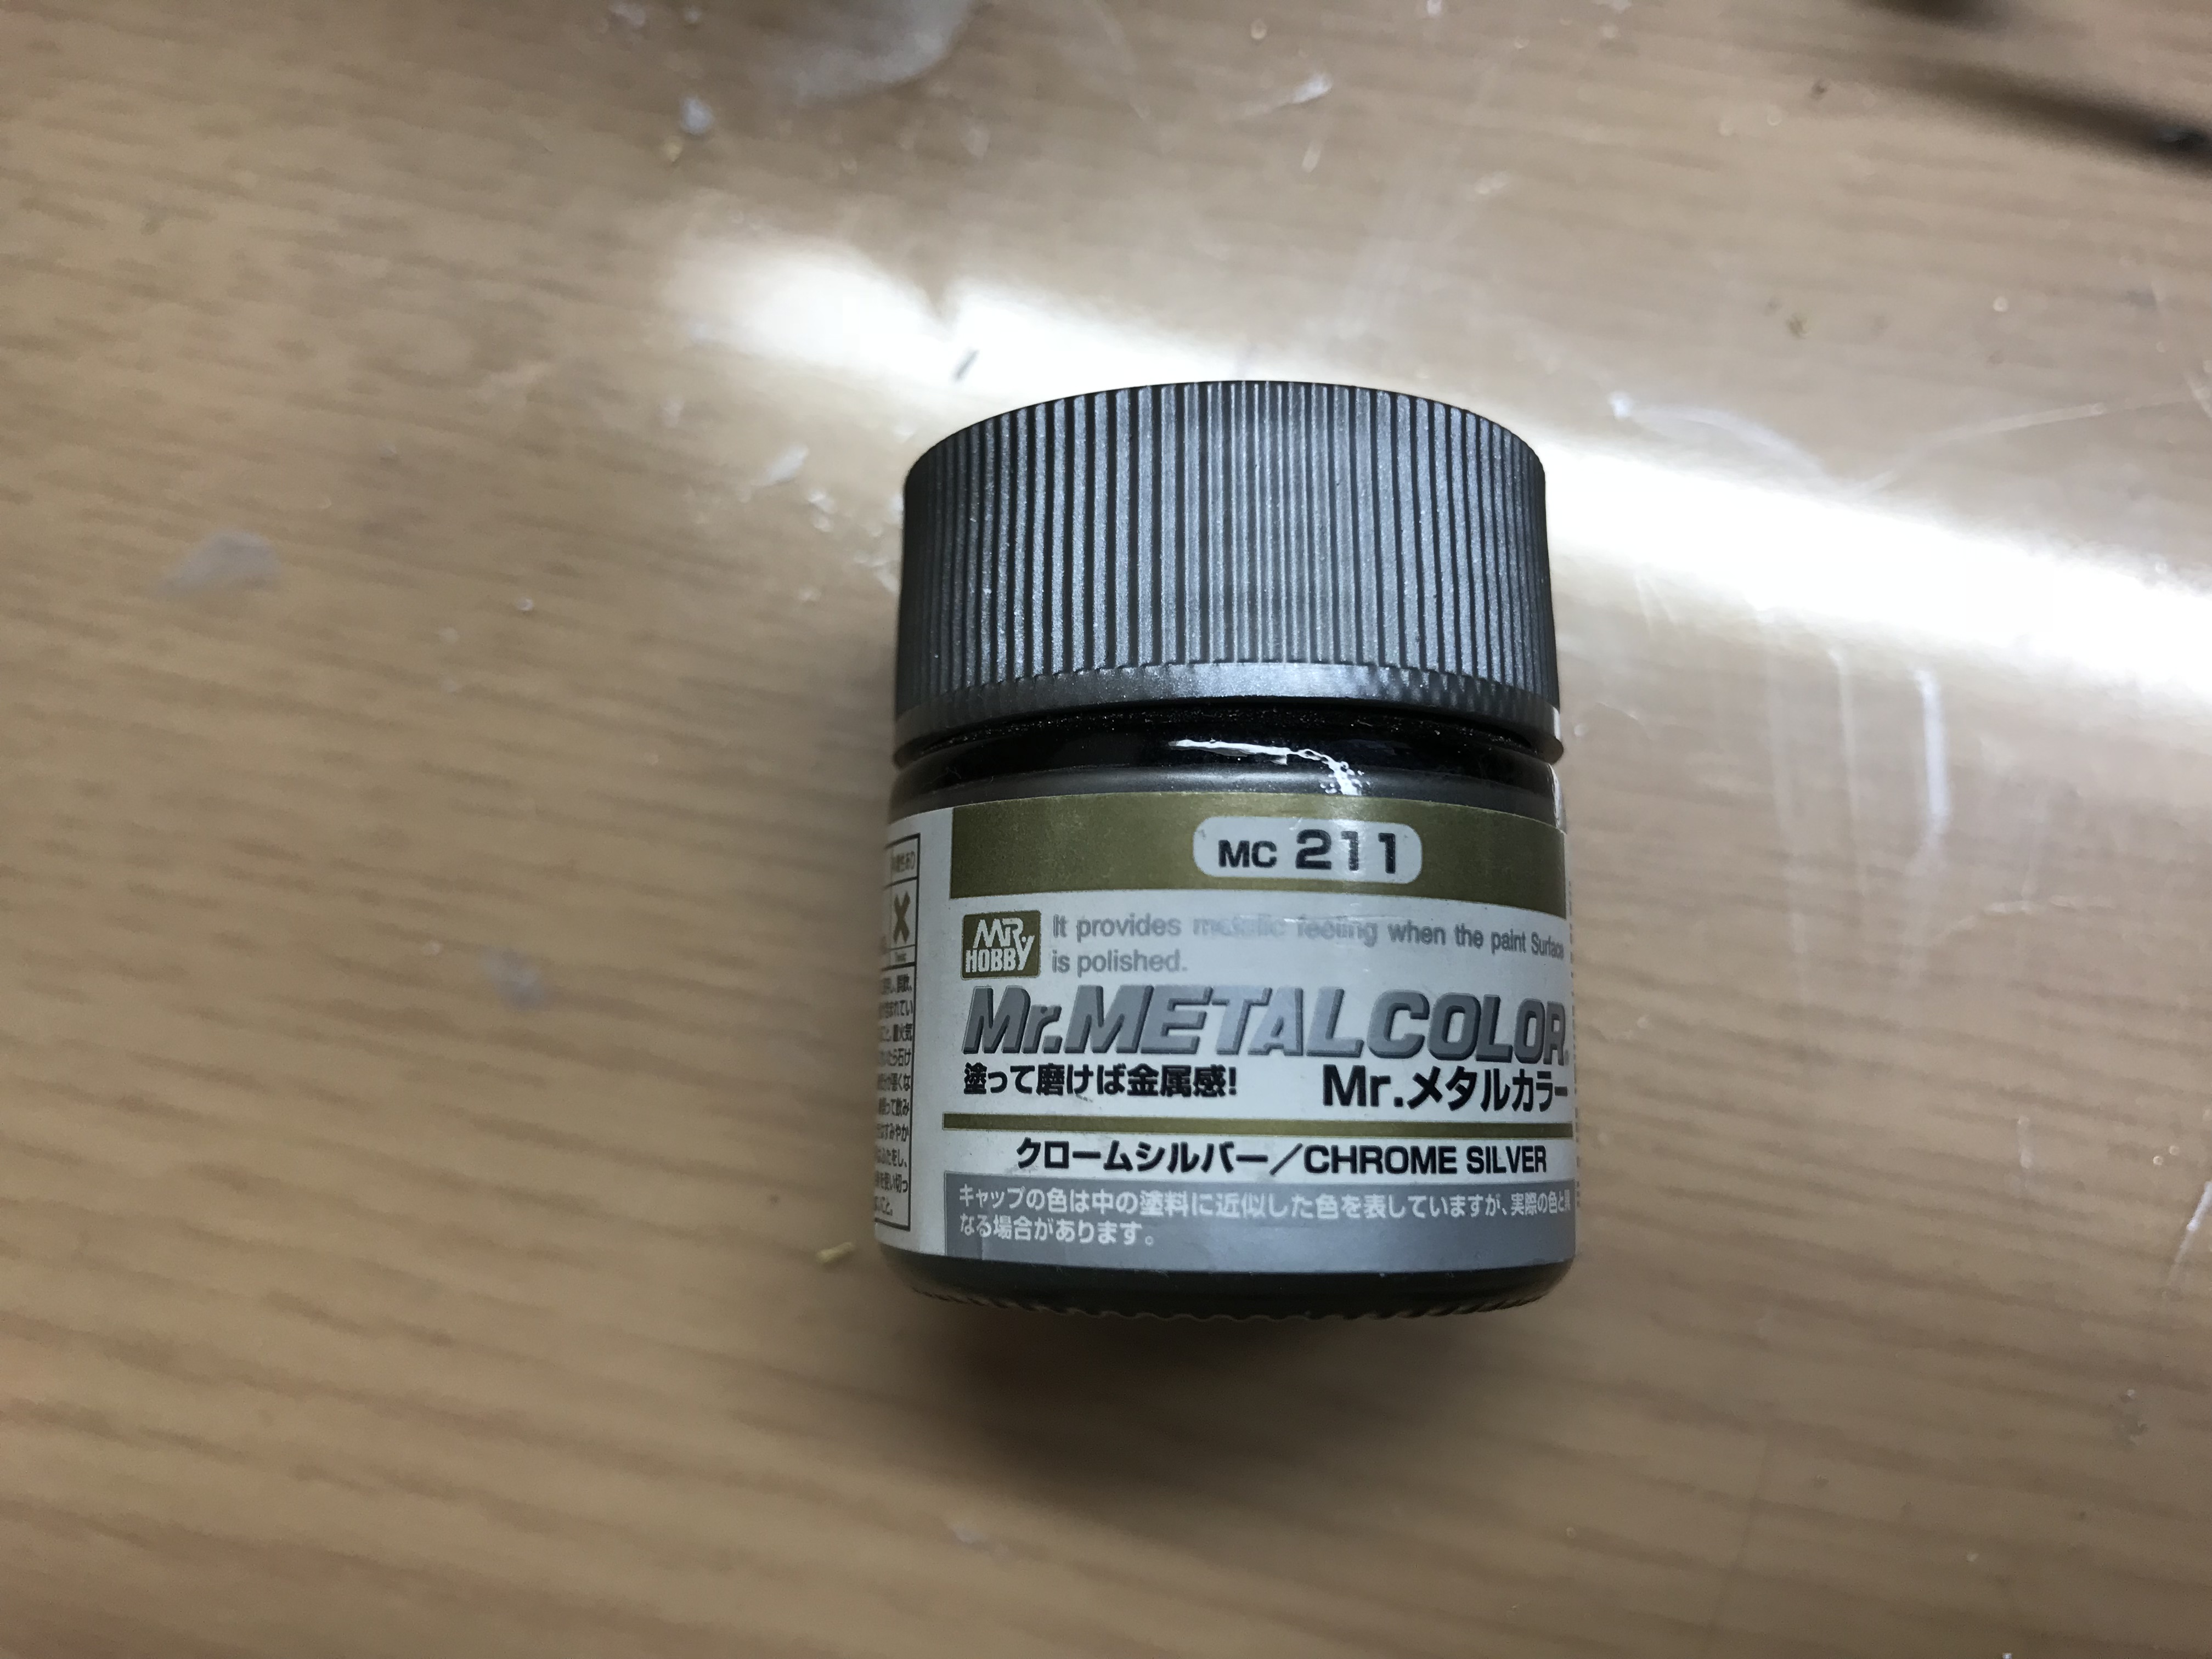 MC 211
MR HOBBY
It provides metallic feeling when the paint Surface
is polished.
Mr.METAL COLOR.
塗って磨けば金属感! Mr.メタルカラー
クロームシルバー/CHROME SILVER
キャップの色は中の塗料に近似した色を表していますが、実際の色と異
なる場合があります。